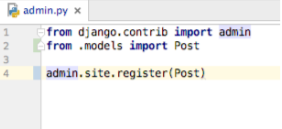 admin.py ×
1 from django.contrib import admin
2 from .models import Post
3
4 admin.site.register(Post)